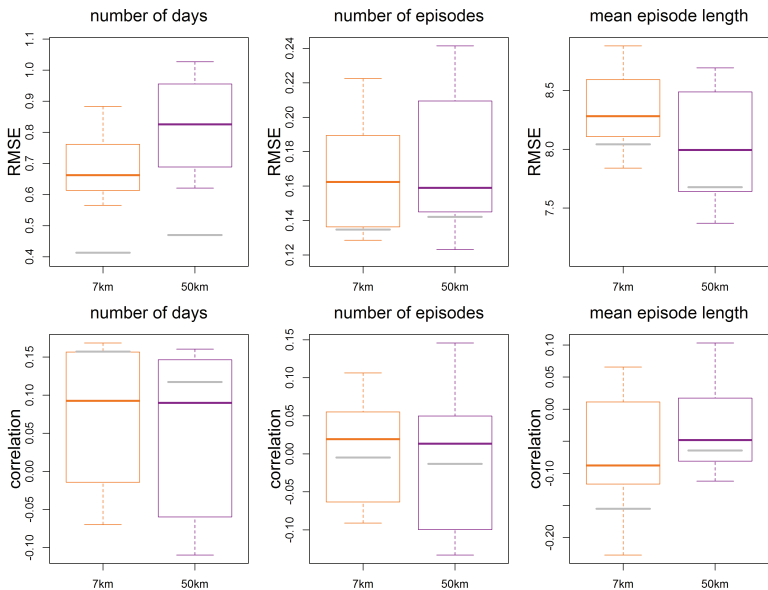 number of days
number of episodes
mean episode length
RMSE
0.4 0.5 0.6 0.7 0.8 0.9 1.0 1.1
7km 50km
RMSE
0.12 0.14 0.16 0.18 0.20 0.22 0.24
7km 50km
RMSE
7.5 8.0 8.5
7km 50km
number of days
number of episodes
mean episode length
correlation
-0.10 -0.05 0.00 0.05 0.10 0.15
7km 50km
correlation
-0.10 -0.05 0.00 0.05 0.10 0.15
7km 50km
correlation
-0.20 -0.10 0.00 0.10
7km 50km